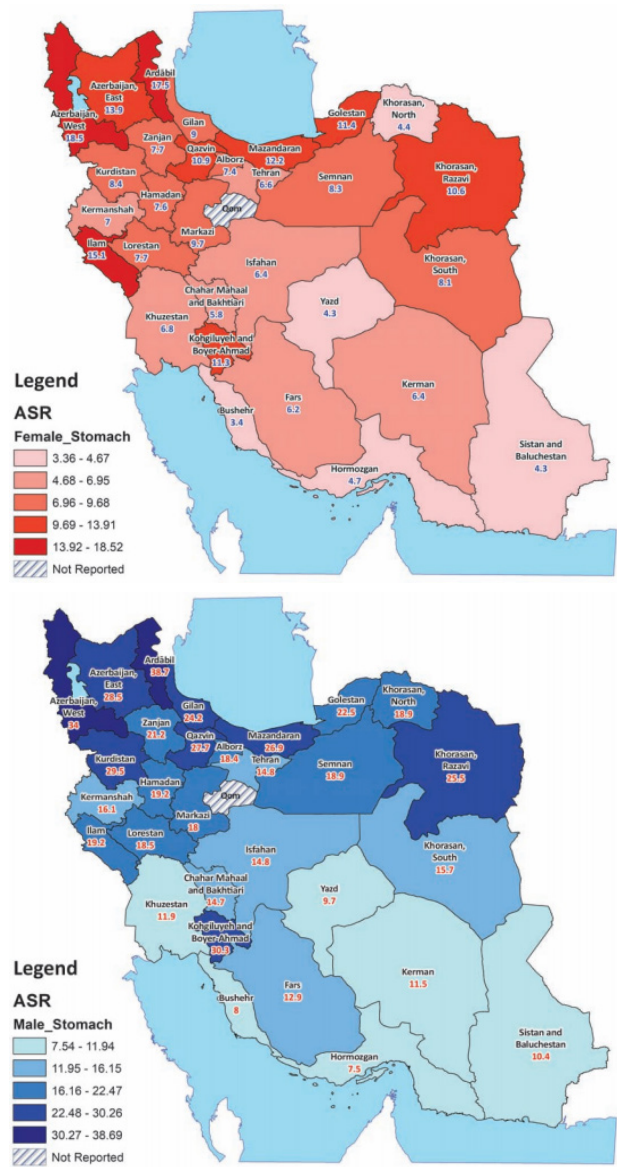 Ardābil
17.5
Azerbaijan,
East
13.9
Azerbaijan,
West
18.5
Gilan
9
Zanjan
7.7
Qazvin
10.9
Mazandaran
12.2
Alborz
7.4
Tehran
6.6
Golestan
11.4
Khorasan,
North
4.4
Khorasan,
Razavi
10.6
Semnan
8.3
Kurdistan
8.4
Hamadan
7.6
Qom
Kermanshah
7
Markazi
9.7
Ilam
15.1
Lorestan
7.7
Isfahan
6.4
Khorasan,
South
8.1
Chahar Mahaal
and Bakhtiari
5.8
Yazd
4.3
Khuzestan
6.8
Kohgiluyeh and
Boyer-Ahmad
11.3
Fars
6.2
Kerman
6.4
Bushehr
3.4
Hormozgan
4.7
Sistan and
Baluchestan
4.3
Legend
ASR
Female_Stomach
3.36 - 4.67
4.68 - 6.95
6.96 - 9.68
9.69 - 13.91
13.92 - 18.52
Not Reported
Ardābil
38.7
Azerbaijan,
East
28.5
Azerbaijan,
West
34
Gilan
24.2
Zanjan
21.2
Qazvin
27.7
Mazandaran
26.9
Alborz
18.4
Tehran
14.8
Golestan
22.5
Khorasan,
North
18.9
Khorasan,
Razavi
25.5
Semnan
18.9
Kurdistan
29.5
Hamadan
19.2
Qom
Kermanshah
16.1
Markazi
18
Ilam
19.2
Lorestan
18.5
Isfahan
14.8
Khorasan,
South
15.7
Chahar Mahaal
and Bakhtiari
14.7
Yazd
9.7
Khuzestan
11.9
Kohgiluyeh and
Boyer-Ahmad
30.3
Fars
12.9
Kerman
11.5
Bushehr
8
Hormozgan
7.5
Sistan and
Baluchestan
10.4
Legend
ASR
Male_Stomach
7.54 - 11.94
11.95 - 16.15
16.16 - 22.47
22.48 - 30.26
30.27 - 38.69
Not Reported